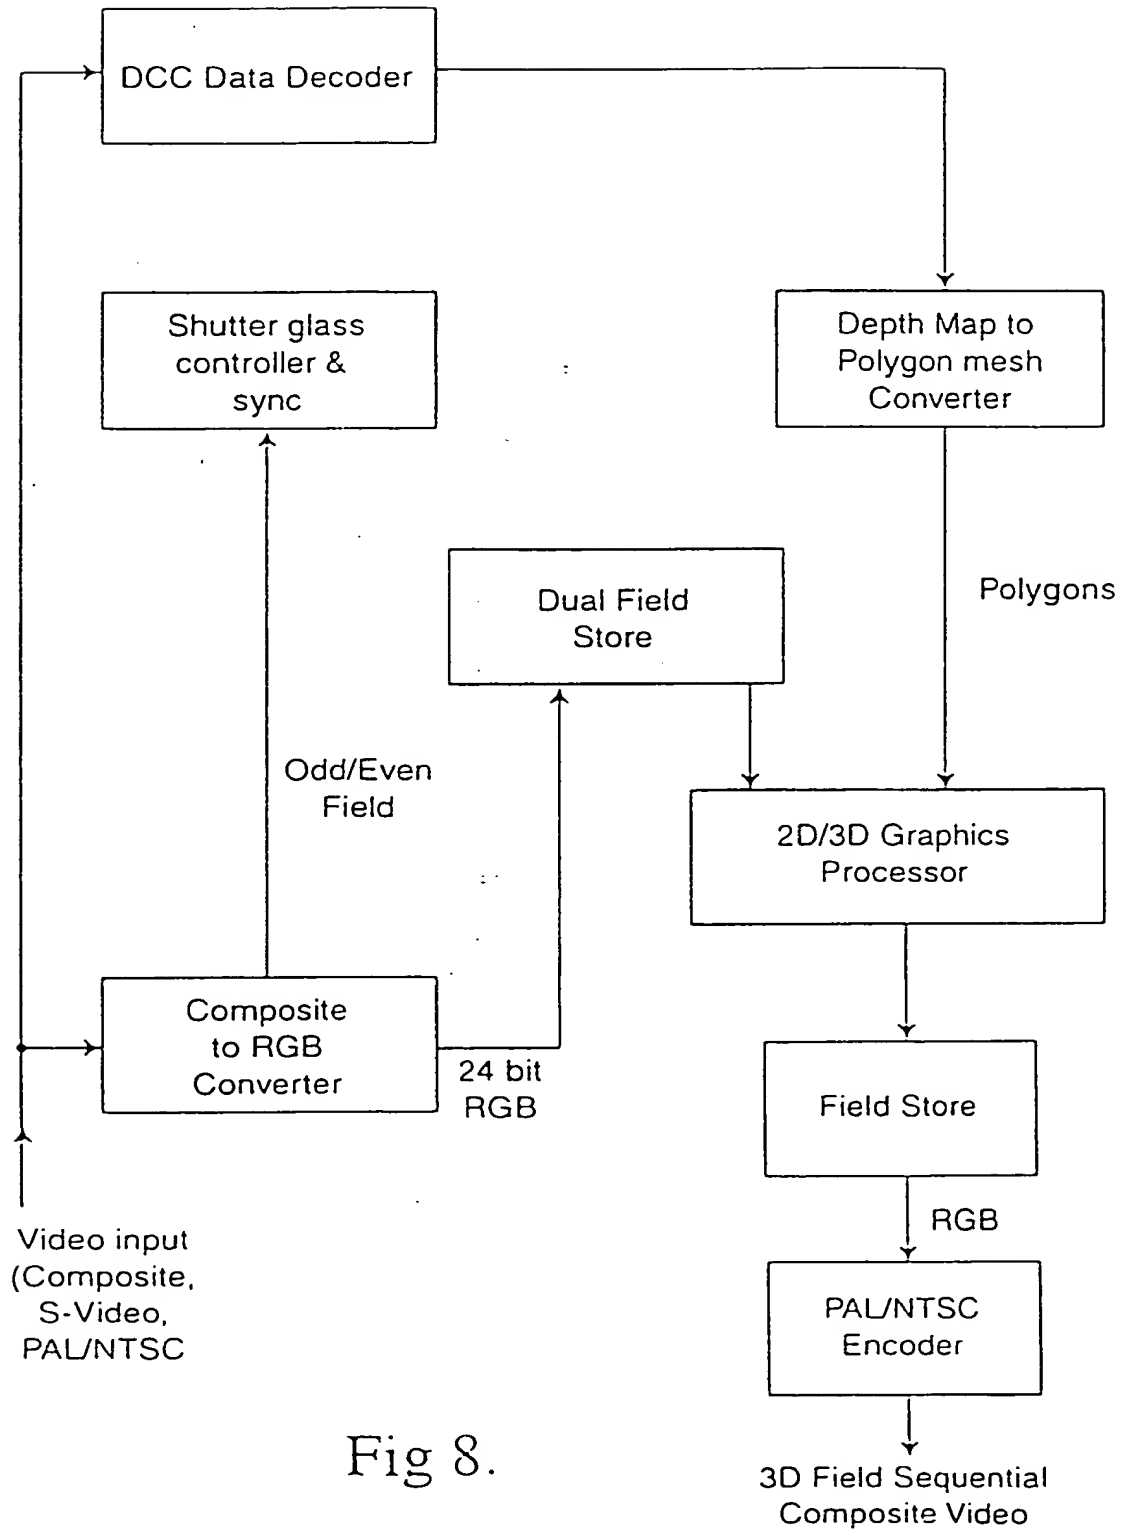 DCC Data Decoder
Shutter glass
controller &
sync
Depth Map to
Polygon mesh
Converter
Dual Field
Store
Polygons
Odd/Even
Field
2D/3D Graphics
Processor
Composite
to RGB
Converter
24 bit
RGB
Field Store
RGB
Video input
(Composite,
S-Video,
PAL/NTSC
PAL/NTSC
Encoder
Fig 8.
3D Field Sequential
Composite Video